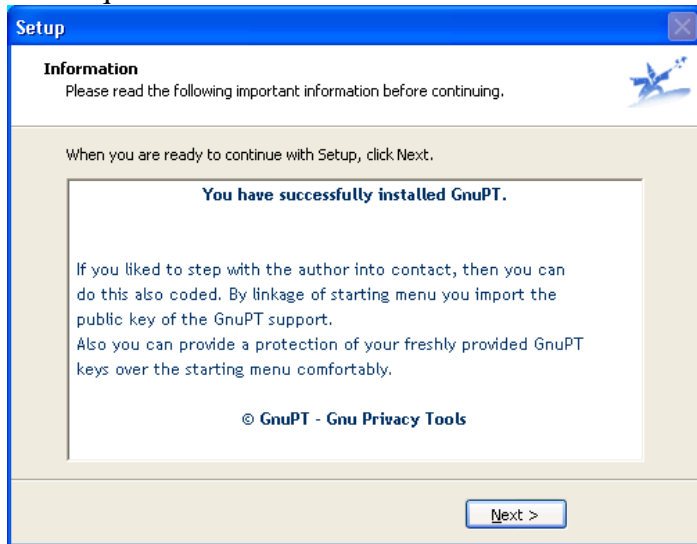 Setup
Information
Please read the following important information before continuing.
When you are ready to continue with Setup, click Next.
You have successfully installed GnuPT.
If you liked to step with the author into contact, then you can
do this also coded. By linkage of starting menu you import the
public key of the GnuPT support.
Also you can provide a protection of your freshly provided GnuPT
keys over the starting menu comfortably.
© GnuPT - Gnu Privacy Tools
Next >